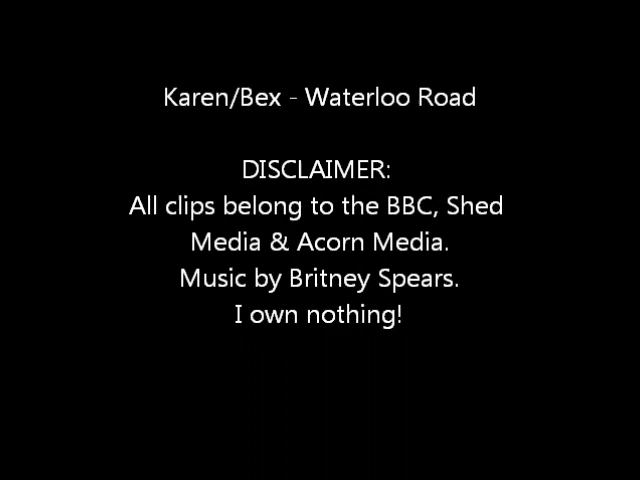 Karen/Bex - Waterloo Road
DISCLAIMER:
All clips belong to the BBC, Shed
Media & Acorn Media.
Music by Britney Spears.
I own nothing!